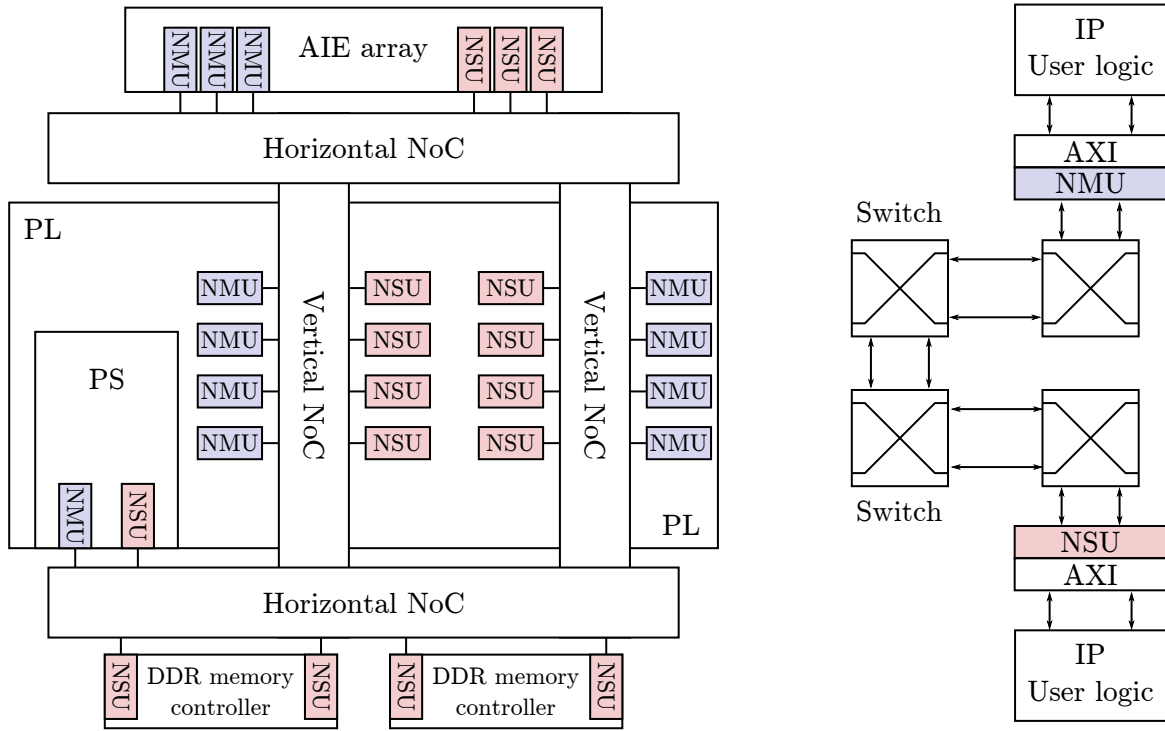 NMU
NMU
NMU
AIE array
NSU
NSU
NSU
Horizontal NoC
PL
NMU
NSU
NSU
NMU
NMU
NSU
NSU
NMU
NMU
NSU
NSU
NMU
NMU
NSU
NSU
NMU
Vertical NoC
Vertical NoC
PS
NMU
NSU
PL
Horizontal NoC
NSU
DDR memory
controller
NSU
NSU
DDR memory
controller
NSU
IP
User logic
AXI
NMU
Switch
Switch
NSU
AXI
IP
User logic